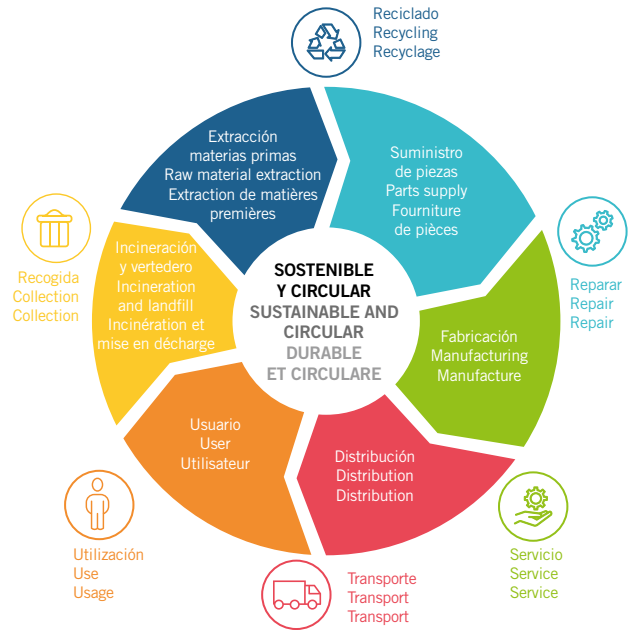 Reciclado
Recycling
Recyclage
Extracción
materias primas
Raw material extraction
Extraction de matières
premières
Suministro
de piezas
Parts supply
Fourniture
de pièces
Reparar
Repair
Repair
Fabricación
Manufacturing
Manufacture
Servicio
Service
Service
Distribución
Distribution
Distribution
Transporte
Transport
Transport
Usuario
User
Utilisateur
Utilización
Use
Usage
Incineración
y vertedero
Incineration
and landfill
Incinération et
mise en décharge
Recogida
Collection
Collection
SOSTENIBLE
Y CIRCULAR
SUSTAINABLE AND
CIRCULAR
DURABLE
ET CIRCULARE